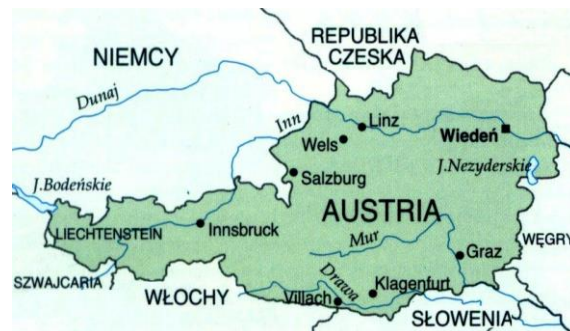 REPUBLIKA
CZESKA
NIEMCY
Dunaj
Inn
Linz
Wels
Wiedeń
J.Nezyderskie
J.Bodeńskie
Salzburg
AUSTRIA
LIECHTENSTEIN
Innsbruck
Mur
WĘGRY
Graz
SZWAJCARIA
WŁOCHY
Drawa
Klagenfurt
Villach
SŁOWENIA